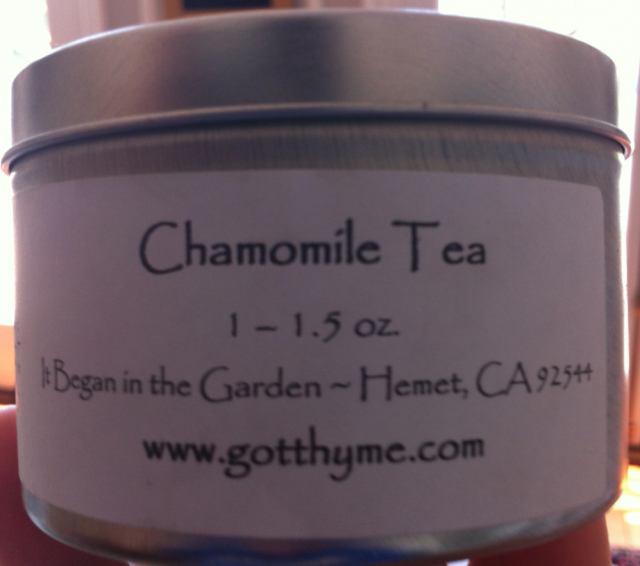 Chamomile Tea
1 – 1.5 oz.
It Began in the Garden ~ Hemet, CA 92544
www.gotthyme.com